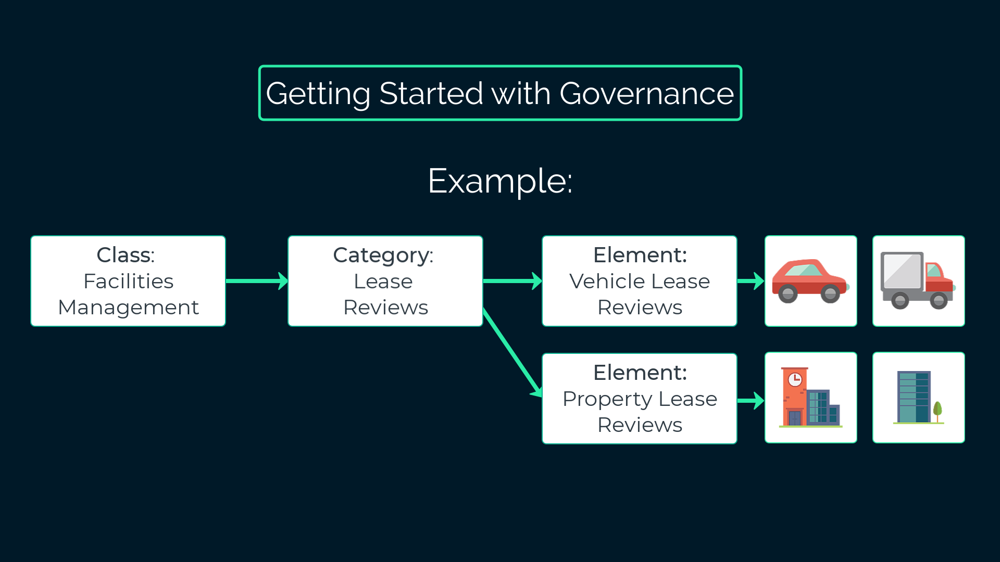 Getting Started with Governance
Example:
Class:
Facilities
Management
Category:
Lease
Reviews
Element:
Vehicle Lease
Reviews
Element:
Property Lease
Reviews